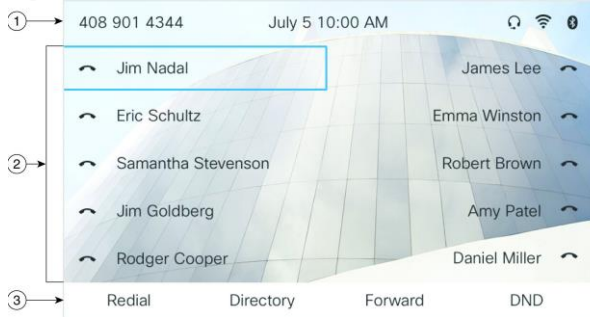 1 408 901 4344 July 5 10:00 AM
Jim Nadal James Lee
Eric Schultz Emma Winston
2 Samantha Stevenson Robert Brown
Jim Goldberg Amy Patel
Rodger Cooper Daniel Miller
3 Redial Directory Forward DND